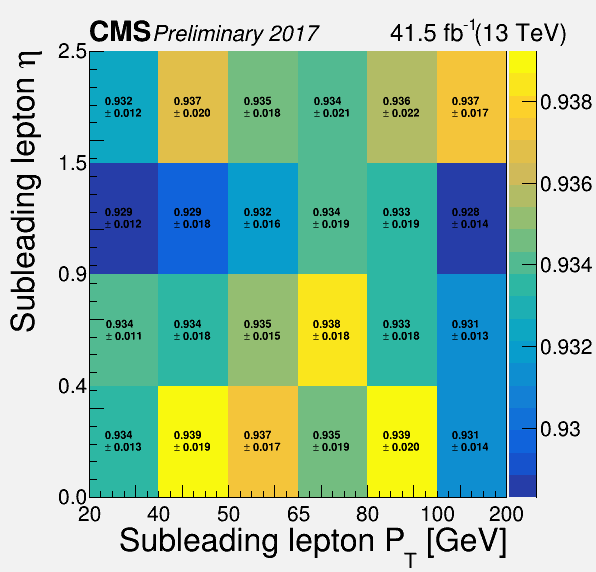 CMS Preliminary 2017 41.5 fb⁻¹(13 TeV)
Subleading lepton η
2.5
1.5
0.9
0.4
0.0
0.932 0.937 0.935 0.934 0.936 0.937
± 0.012 ± 0.020 ± 0.018 ± 0.021 ± 0.022 ± 0.017
0.929 0.929 0.932 0.934 0.933 0.928
± 0.012 ± 0.018 ± 0.016 ± 0.019 ± 0.019 ± 0.014
0.934 0.934 0.935 0.938 0.933 0.931
± 0.011 ± 0.018 ± 0.015 ± 0.018 ± 0.018 ± 0.013
0.934 0.939 0.937 0.935 0.939 0.931
± 0.013 ± 0.019 ± 0.017 ± 0.019 ± 0.020 ± 0.014
20 40 50 65 80 100 200
Subleading lepton P_T [GeV]
0.938
0.936
0.934
0.932
0.93